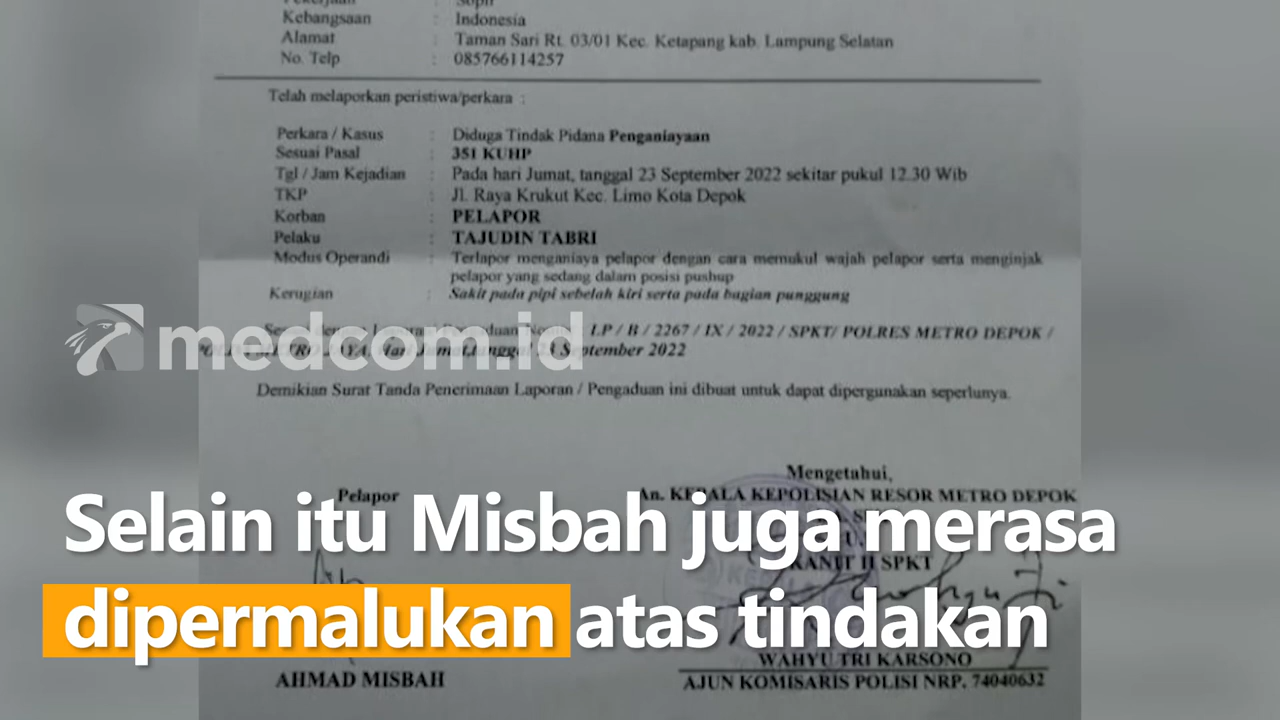 Kebangsaan : Indonesia
Alamat : Taman Sari Rt. 03/01 Kec. Ketapang kab. Lampung Selatan
No. Telp : 085766114257
Telah melaporkan peristiwa/perkara :
Perkara / Kasus : Diduga Tindak Pidana Penganiayaan
Sesuai Pasal : 351 KUHP
Tgl / Jam Kejadian : Pada hari Jumat, tanggal 23 September 2022 sekitar pukul 12.30 Wib
TKP : Jl. Raya Krukut Kec. Limo Kota Depok
Korban : PELAPOR
Pelaku : TAJUDIN TABRI
Modus Operandi : Terlapor menganiaya pelapor dengan cara memukul wajah pelapor serta menginjak
pelapor yang sedang dalam posisi pushup
Kerugian : Sakit pada pipi sebelah kiri serta pada bagian punggung
medcom.id
LP / B / 2267 / IX / 2022 / SPKT/ POLRES METRO DEPOK /
September 2022
Demikian Surat Tanda Penerimaan Laporan / Pengaduan ini dibuat untuk dapat dipergunakan seperlunya.
Mengetahui,
Pelapor
An. KEPALA KEPOLISIAN RESOR METRO DEPOK
Selain itu Misbah juga merasa
KANIT II SPKT
dipermalukan atas tindakan
WAHYU TRI KARSONO
AHMAD MISBAH
AJUN KOMISARIS POLISI NRP. 74040632